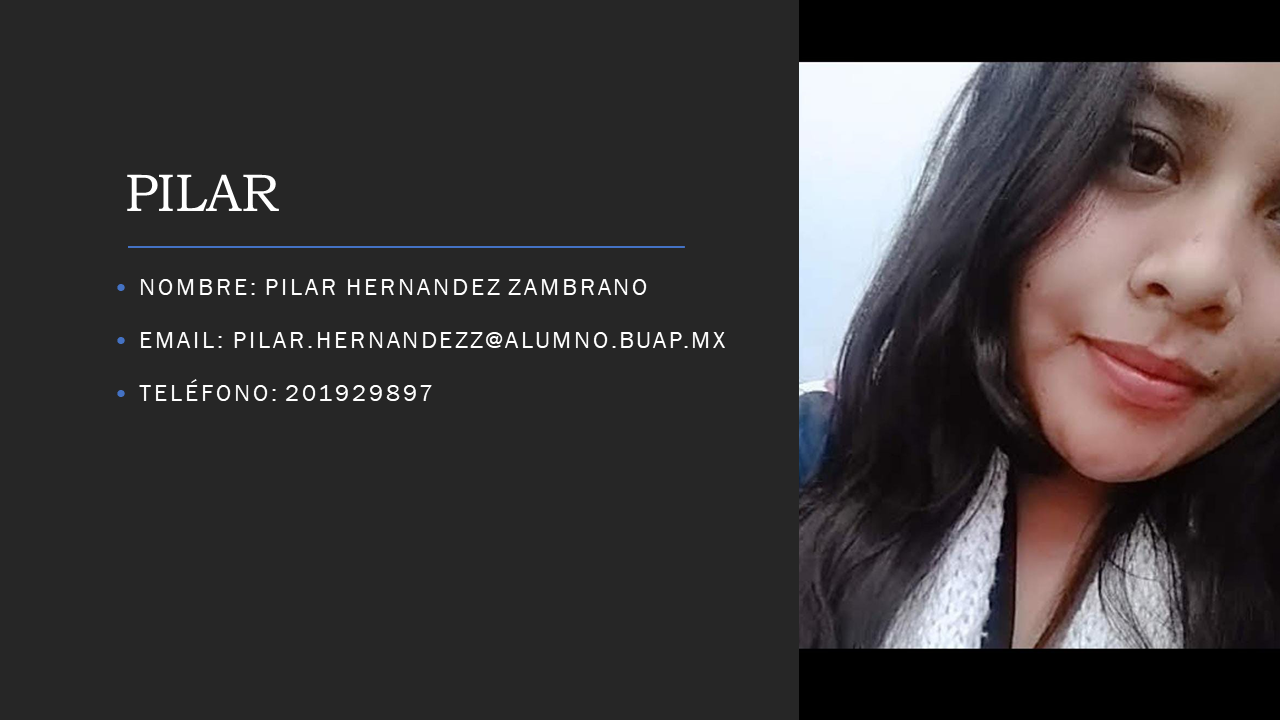 PILAR
• NOMBRE: PILAR HERNANDEZ ZAMBRANO
• EMAIL: PILAR.HERNANDEZZ@ALUMNO.BUAP.MX
• TELÉFONO: 201929897